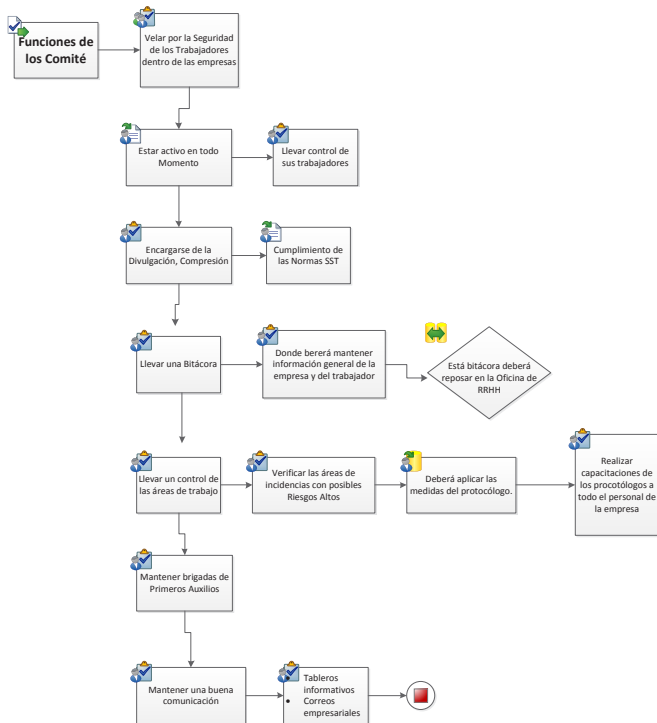 Funciones de
los Comité
Velar por la Seguridad
de los Trabajadores
dentro de las empresas
Estar activo en todo
Momento
Llevar control de
sus trabajadores
Encargarse de la
Divulgación, Compresión
Cumplimiento de
las Normas SST
Llevar una Bitácora
Donde bererá mantener
información general de la
empresa y del trabajador
Está bitácora deberá
reposar en la Oficina de
RRHH
Llevar un control de
las áreas de trabajo
Verificar las áreas de
incidencias con posibles
Riesgos Altos
Deberá aplicar las
medidas del protocólogo.
Realizar
capacitaciones de
los procotólogos a
todo el personal de
la empresa
Mantener brigadas de
Primeros Auxilios
Mantener una buena
comunicación
• Tableros
informativos
• Correos
empresariales